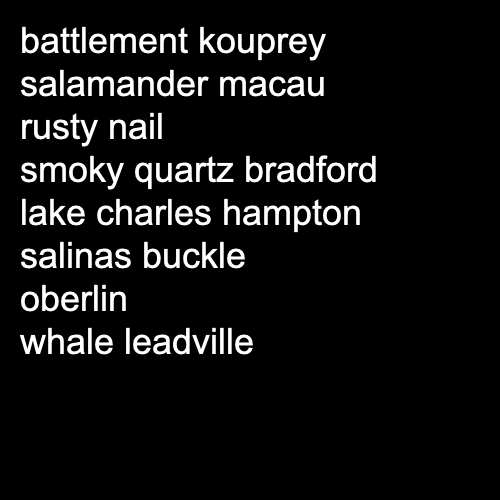 battlement kouprey
salamander macau
rusty nail
smoky quartz bradford
lake charles hampton
salinas buckle
oberlin
whale leadville